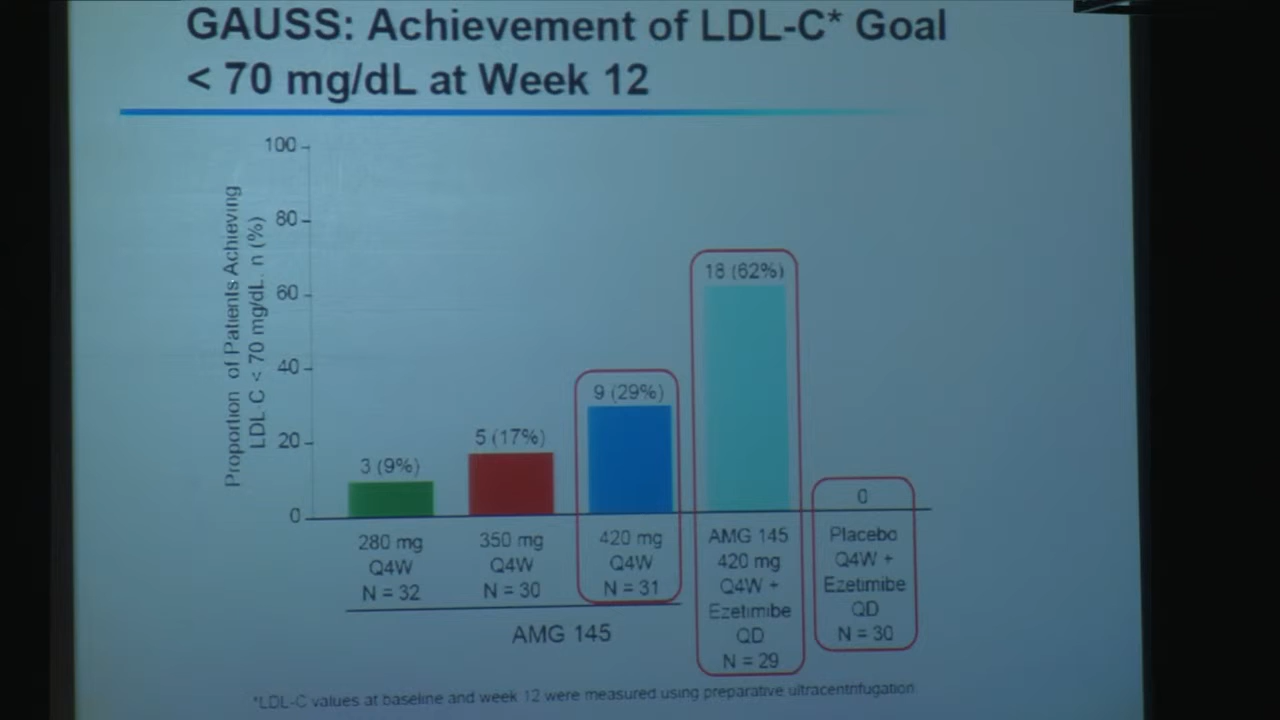 GAUSS: Achievement of LDL-C* Goal
< 70 mg/dL at Week 12
Proportion of Patients Achieving
LDL-C < 70 mg/dL, n (%)
100
80
60
40
20
0
3 (9%)
5 (17%)
9 (29%)
18 (62%)
0
280 mg
Q4W
N = 32
350 mg
Q4W
N = 30
420 mg
Q4W
N = 31
AMG 145
AMG 145
420 mg
Q4W +
Ezetimibe
QD
N = 29
Placebo
Q4W +
Ezetimibe
QD
N = 30
*LDL-C values at baseline and week 12 were measured using preparative ultracentrifugation